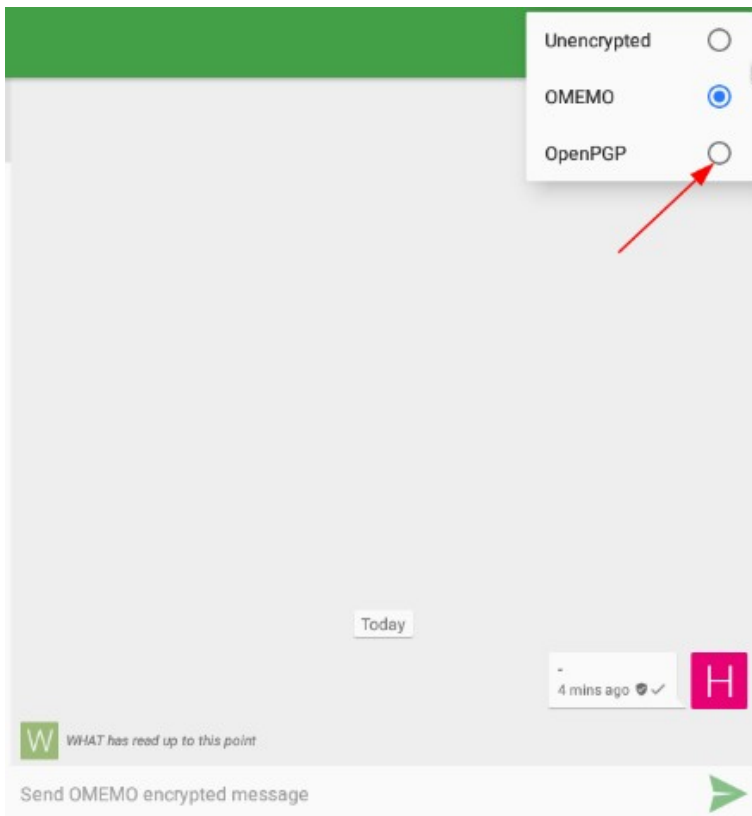 Unencrypted
OMEMO
OpenPGP
Today
-
4 mins ago
H
W WHAT has read up to this point
Send OMEMO encrypted message